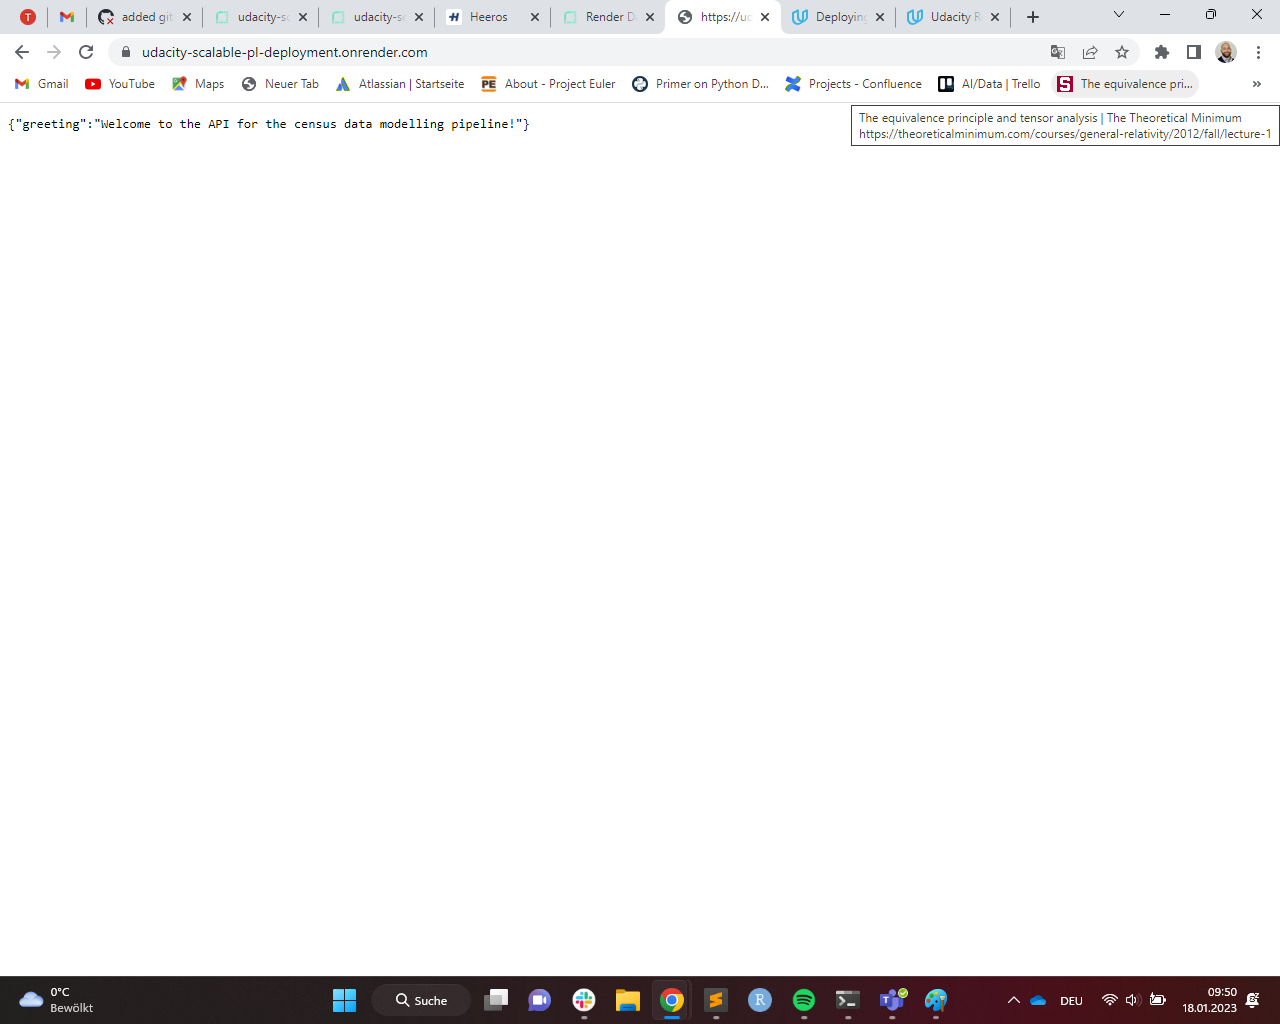 added git
udacity-sc
udacity-sc
Heeros
Render D
https://uc
Deploying
Udacity R
udacity-scalable-pl-deployment.onrender.com
Gmail
YouTube
Maps
Neuer Tab
Atlassian | Startseite
About - Project Euler
Primer on Python D...
Projects - Confluence
AI/Data | Trello
The equivalence pri...
»
{"greeting":"Welcome to the API for the census data modelling pipeline!"}
The equivalence principle and tensor analysis | The Theoretical Minimum
https://theoreticalminimum.com/courses/general-relativity/2012/fall/lecture-1
0°C
Bewölkt
Suche
DEU
09:50
18.01.2023